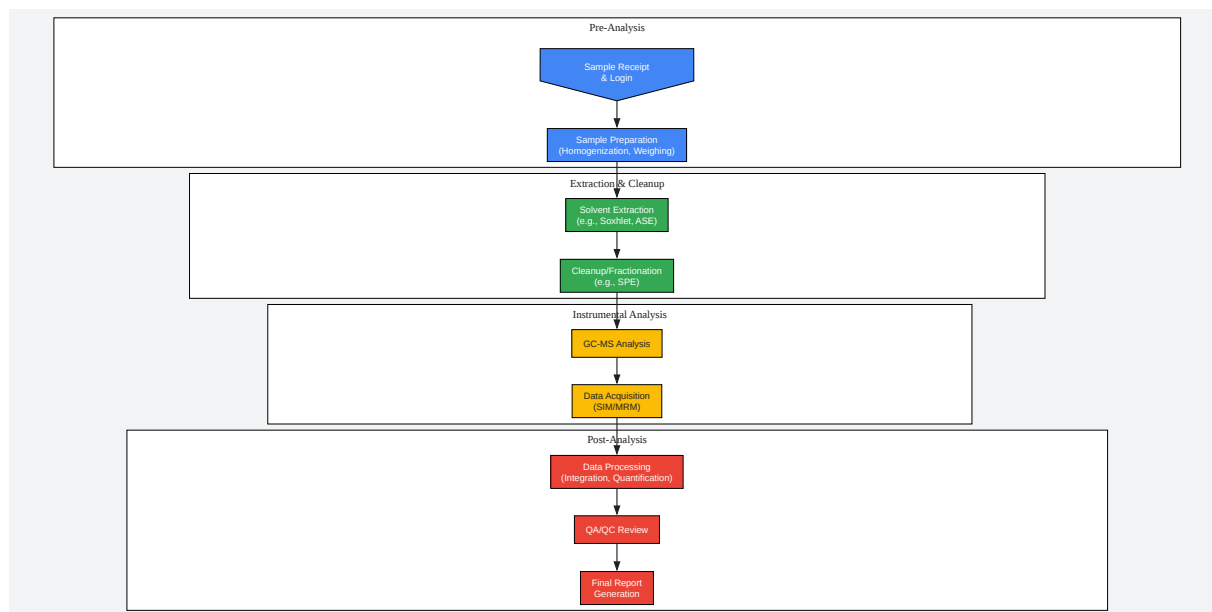 Pre-Analysis
Sample Receipt
& Login
Sample Preparation
(Homogenization, Weighing)
Extraction & Cleanup
Solvent Extraction
(e.g., Soxhlet, ASE)
Cleanup/Fractionation
(e.g., SPE)
Instrumental Analysis
GC-MS Analysis
Data Acquisition
(SIM/MRM)
Post-Analysis
Data Processing
(Integration, Quantification)
QA/QC Review
Final Report
Generation